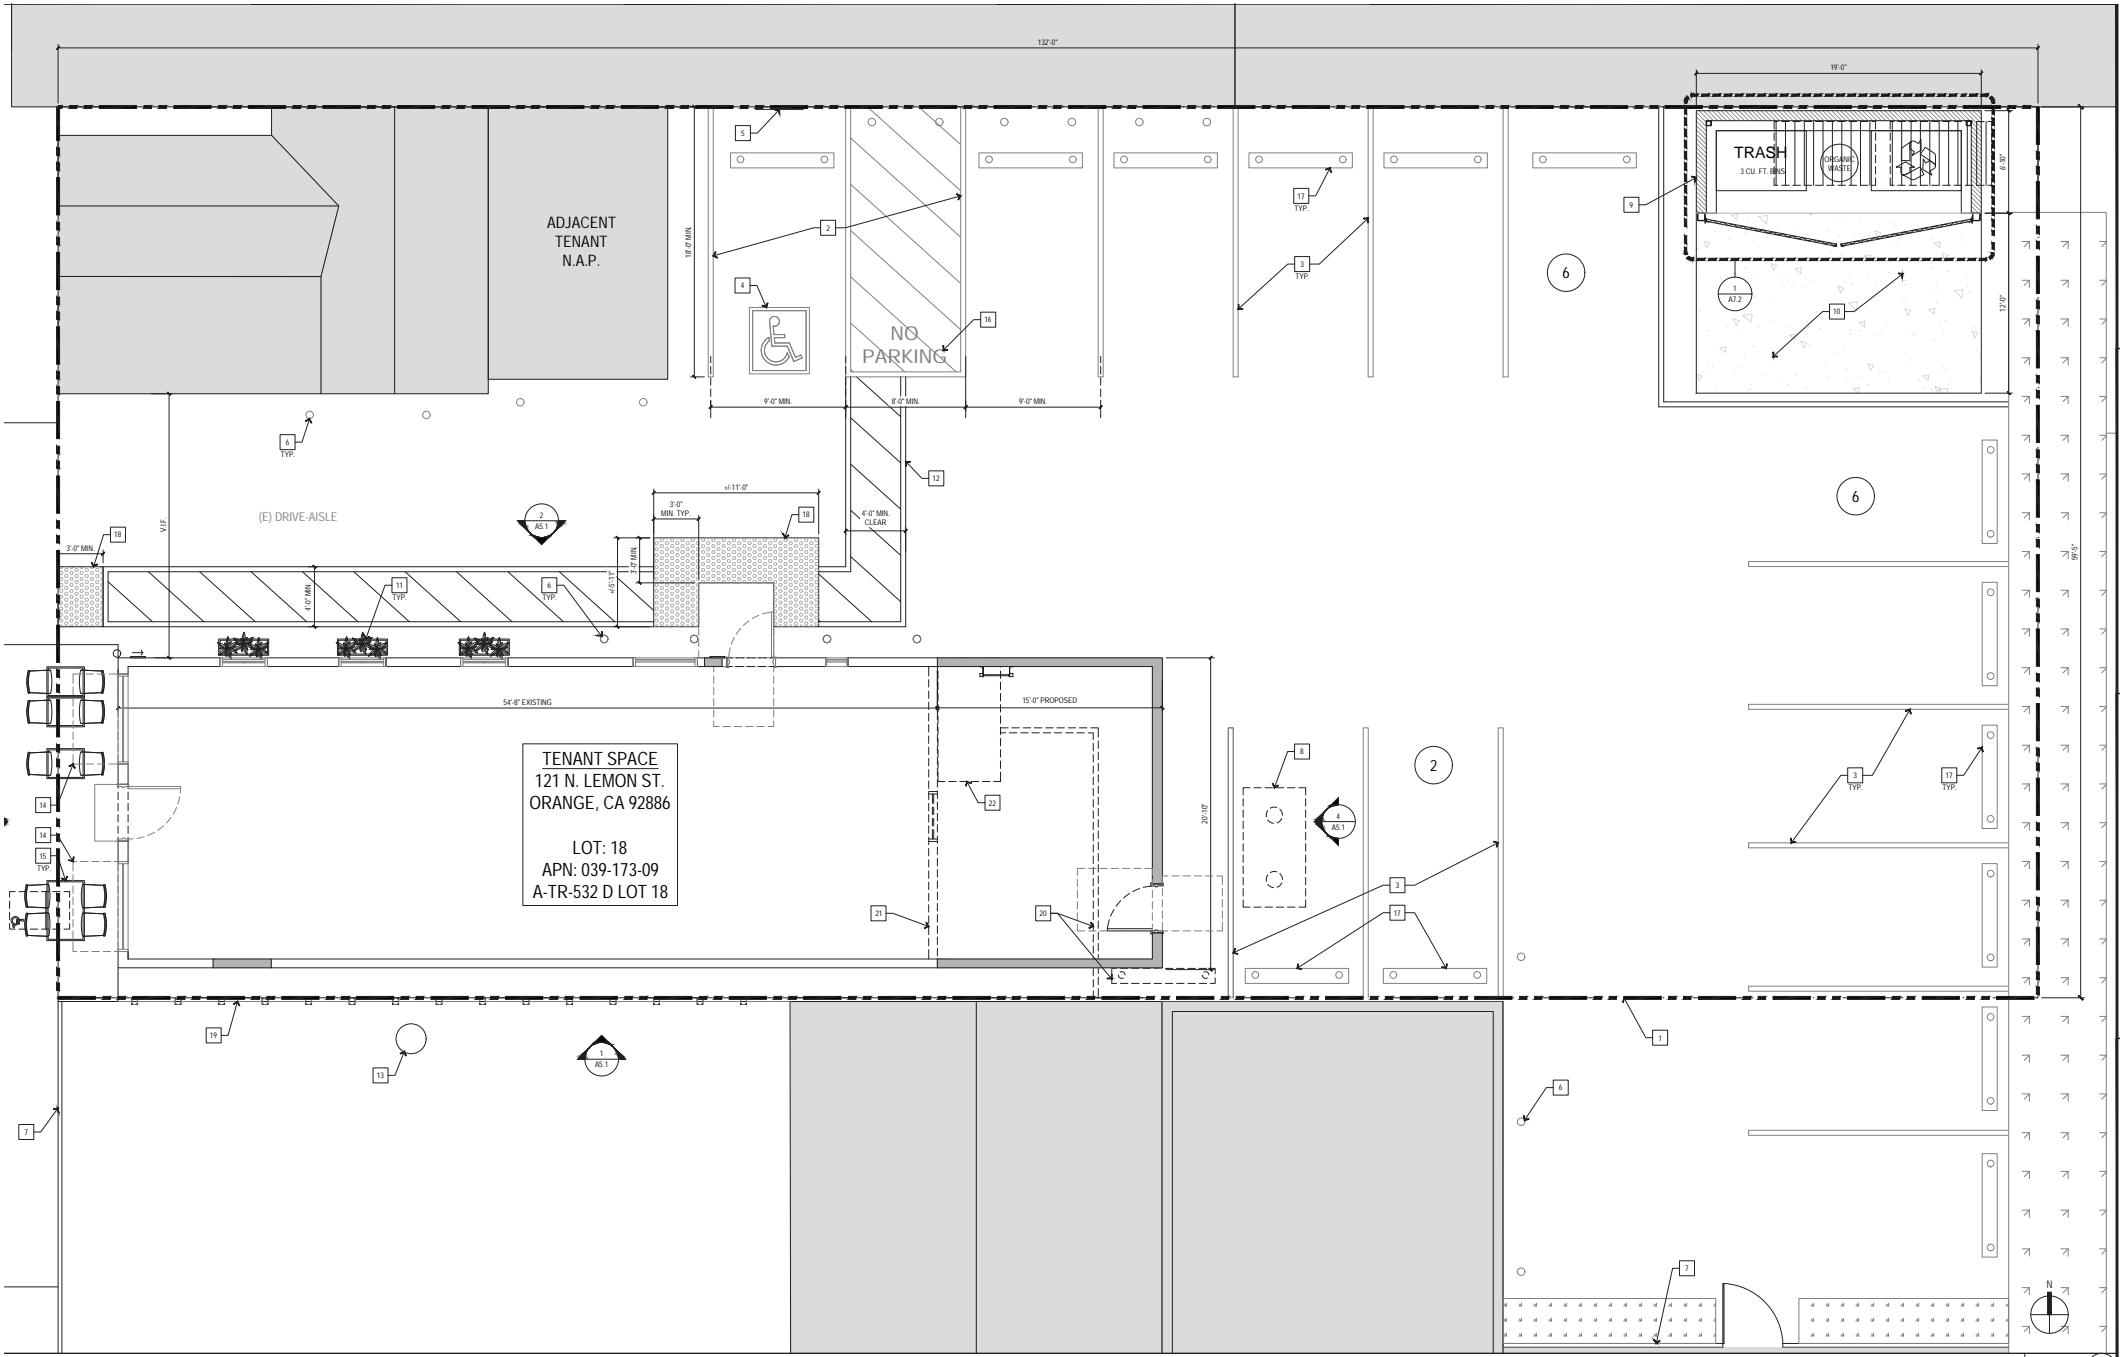 132'-0"
19'-0"
5
TRASH
3 CU. FT. BINS
ORGANIC
WASTE
6'-10"
9
17
TYP.
2
18'-0" MIN.
ADJACENT
TENANT
N.A.P.
3
TYP.
6
4
1
A7.2
10
12'-0"
16
NO
PARKING
9'-0" MIN.
8'-0" MIN.
9'-0" MIN.
6
TYP.
12
+/-11'-0"
3'-0"
MIN. TYP.
18
4'-0" MIN.
CLEAR
6
(E) DRIVE-AISLE
2
A5.1
V.I.F.
18
3'-0" MIN.
3'-0" MIN.
+/-5'-11"
59'-5"
4'-0" MIN.
11
TYP.
6
TYP.
54'-8" EXISTING
15'-0" PROPOSED
TENANT SPACE
121 N. LEMON ST.
ORANGE, CA 92886
LOT: 18
APN: 039-173-09
A-TR-532 D LOT 18
8
2
3
TYP.
17
TYP.
14
22
20'-10"
4
A5.1
14
15
TYP.
21
20
3
17
19
13
1
A5.1
1
7
6
7
N